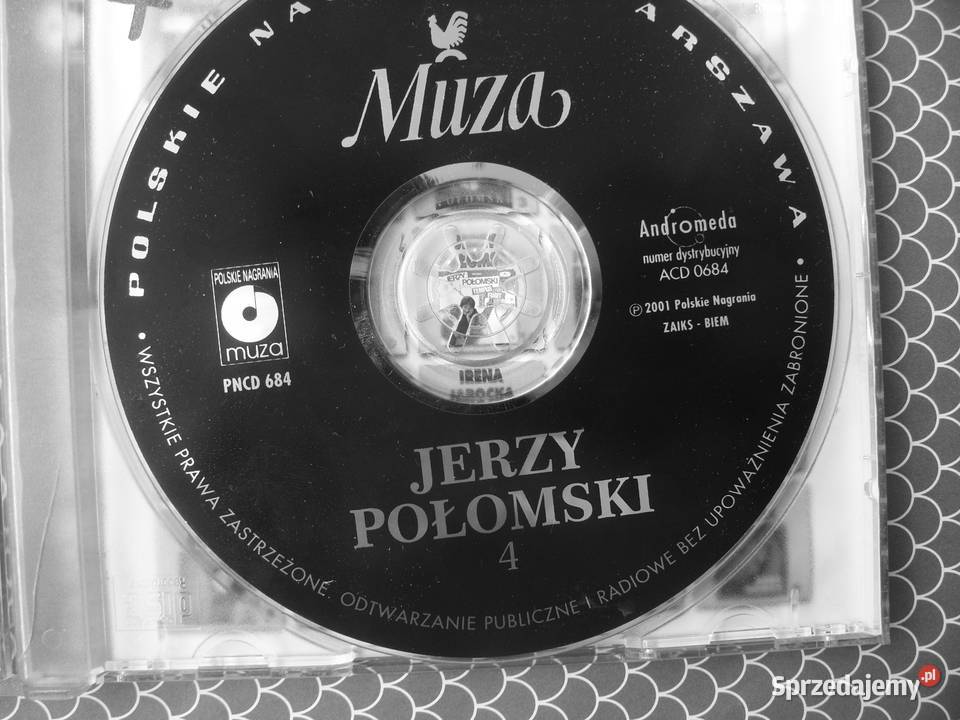 POLSKIE NA
ARSZAWA
Muza
Andromeda
numer dystrybucyjny
ACD 0684
℗ 2001 Polskie Nagrania
ZAIKS - BIEM
POLSKIE NAGRANIA
muza
PNCD 684
JERZY
POŁOMSKI
IRENA
JAROCKA
JERZY
POŁOMSKI
4
• WSZYSTKIE PRAWA ZASTRZEŻONE. ODTWARZANIE PUBLICZNE I RADIOWE BEZ UPOWAŻNIENIA ZABRONIONE •
Sprzedajemy.pl